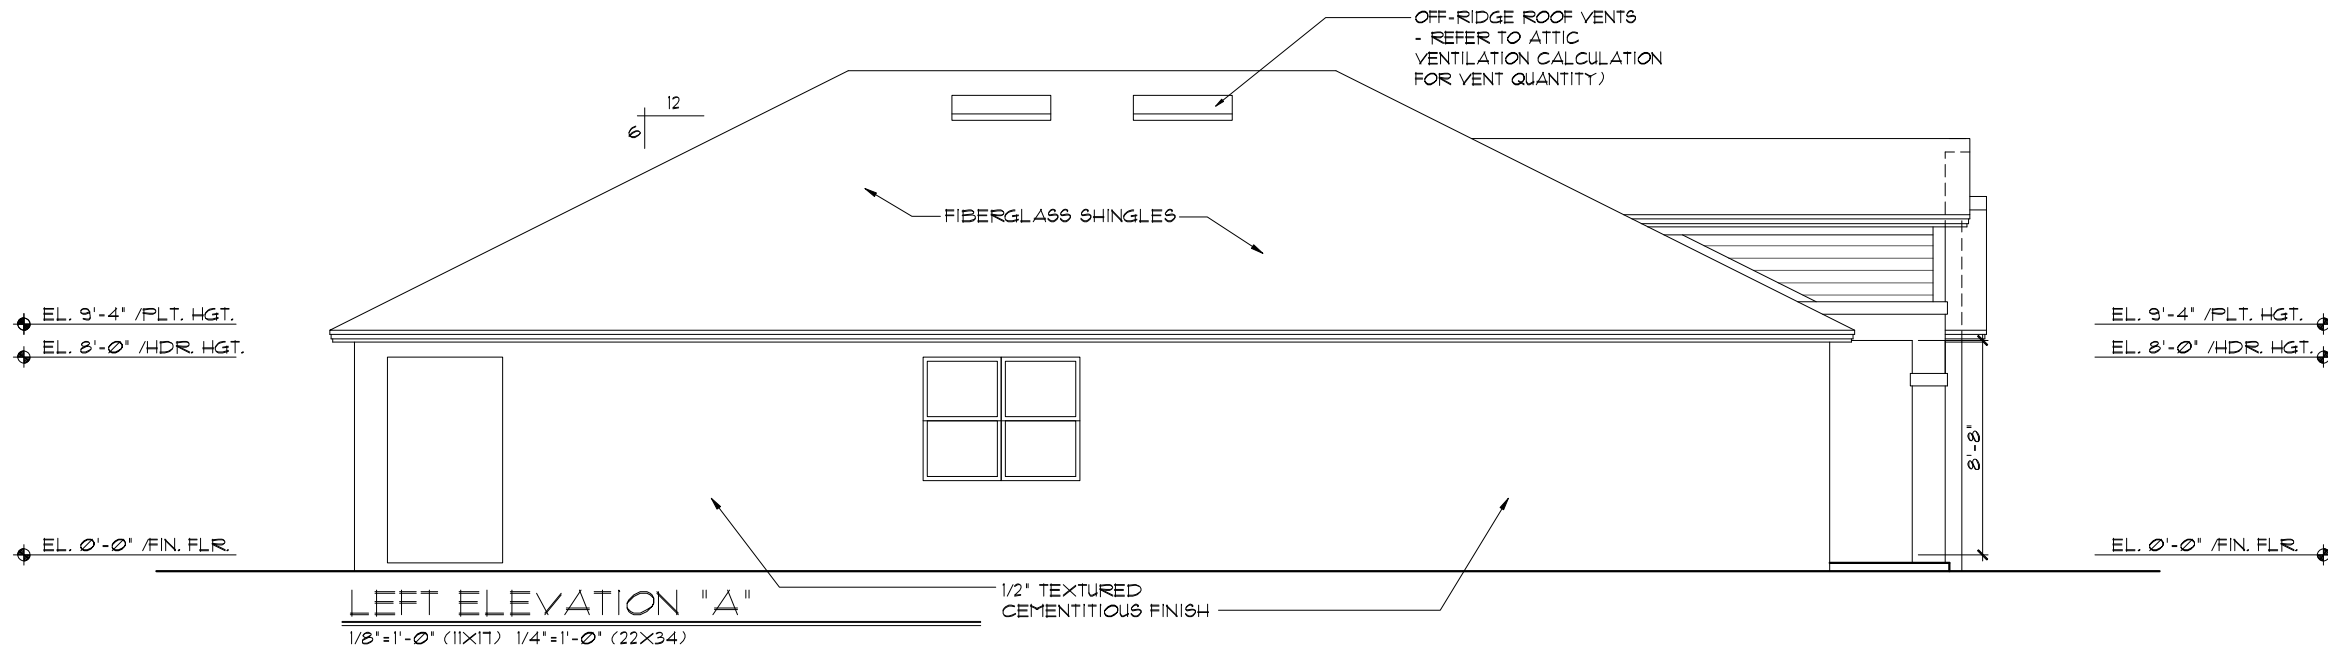 OFF-RIDGE ROOF VENTS
- REFER TO ATTIC
VENTILATION CALCULATION
FOR VENT QUANTITY)
12
6
FIBERGLASS SHINGLES
EL. 9'-4" /PLT. HGT.
EL. 8'-0" /HDR. HGT.
EL. 0'-0" /FIN. FLR.
EL. 9'-4" /PLT. HGT.
EL. 8'-0" /HDR. HGT.
8'-8"
EL. 0'-0" /FIN. FLR.
1/2" TEXTURED
CEMENTITIOUS FINISH
LEFT ELEVATION "A"
1/8"=1'-0" (11X17) 1/4"=1'-0" (22X34)